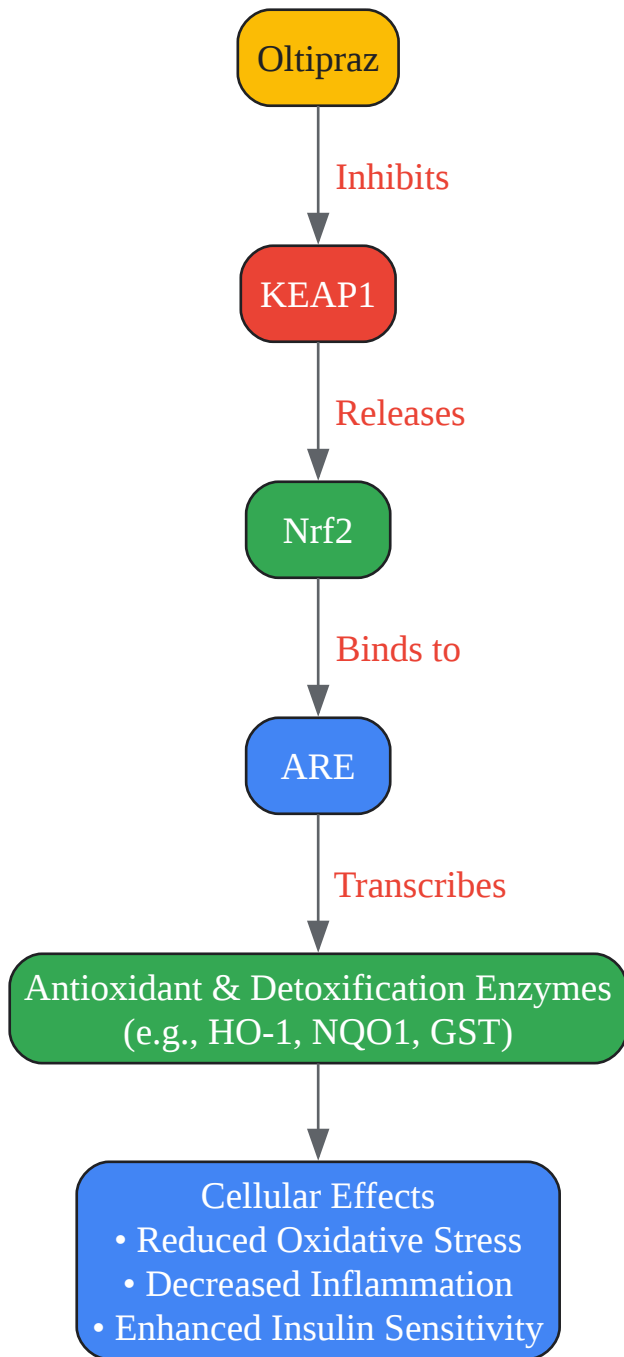 Oltipraz
Inhibits
KEAP1
Releases
Nrf2
Binds to
ARE
Transcribes
Antioxidant & Detoxification Enzymes
(e.g., HO-1, NQO1, GST)
Cellular Effects
• Reduced Oxidative Stress
• Decreased Inflammation
• Enhanced Insulin Sensitivity